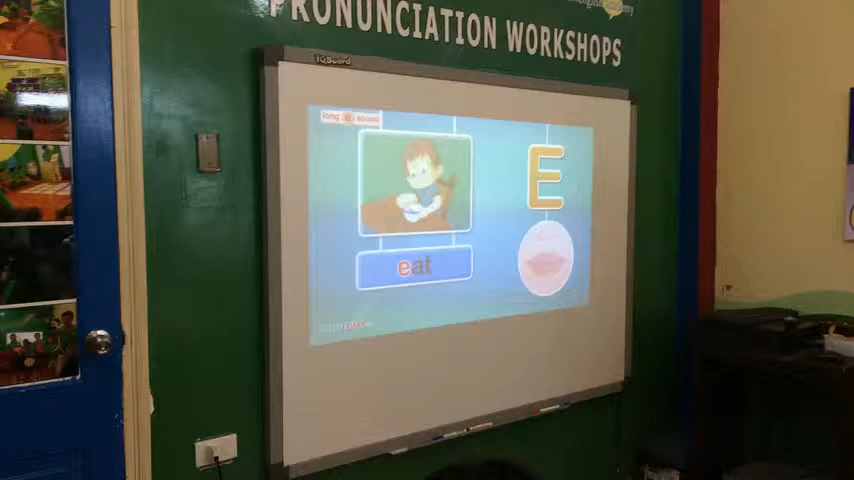 PRONUNCIATION WORKSHOPS
IQBoard
long e sound
E
eat